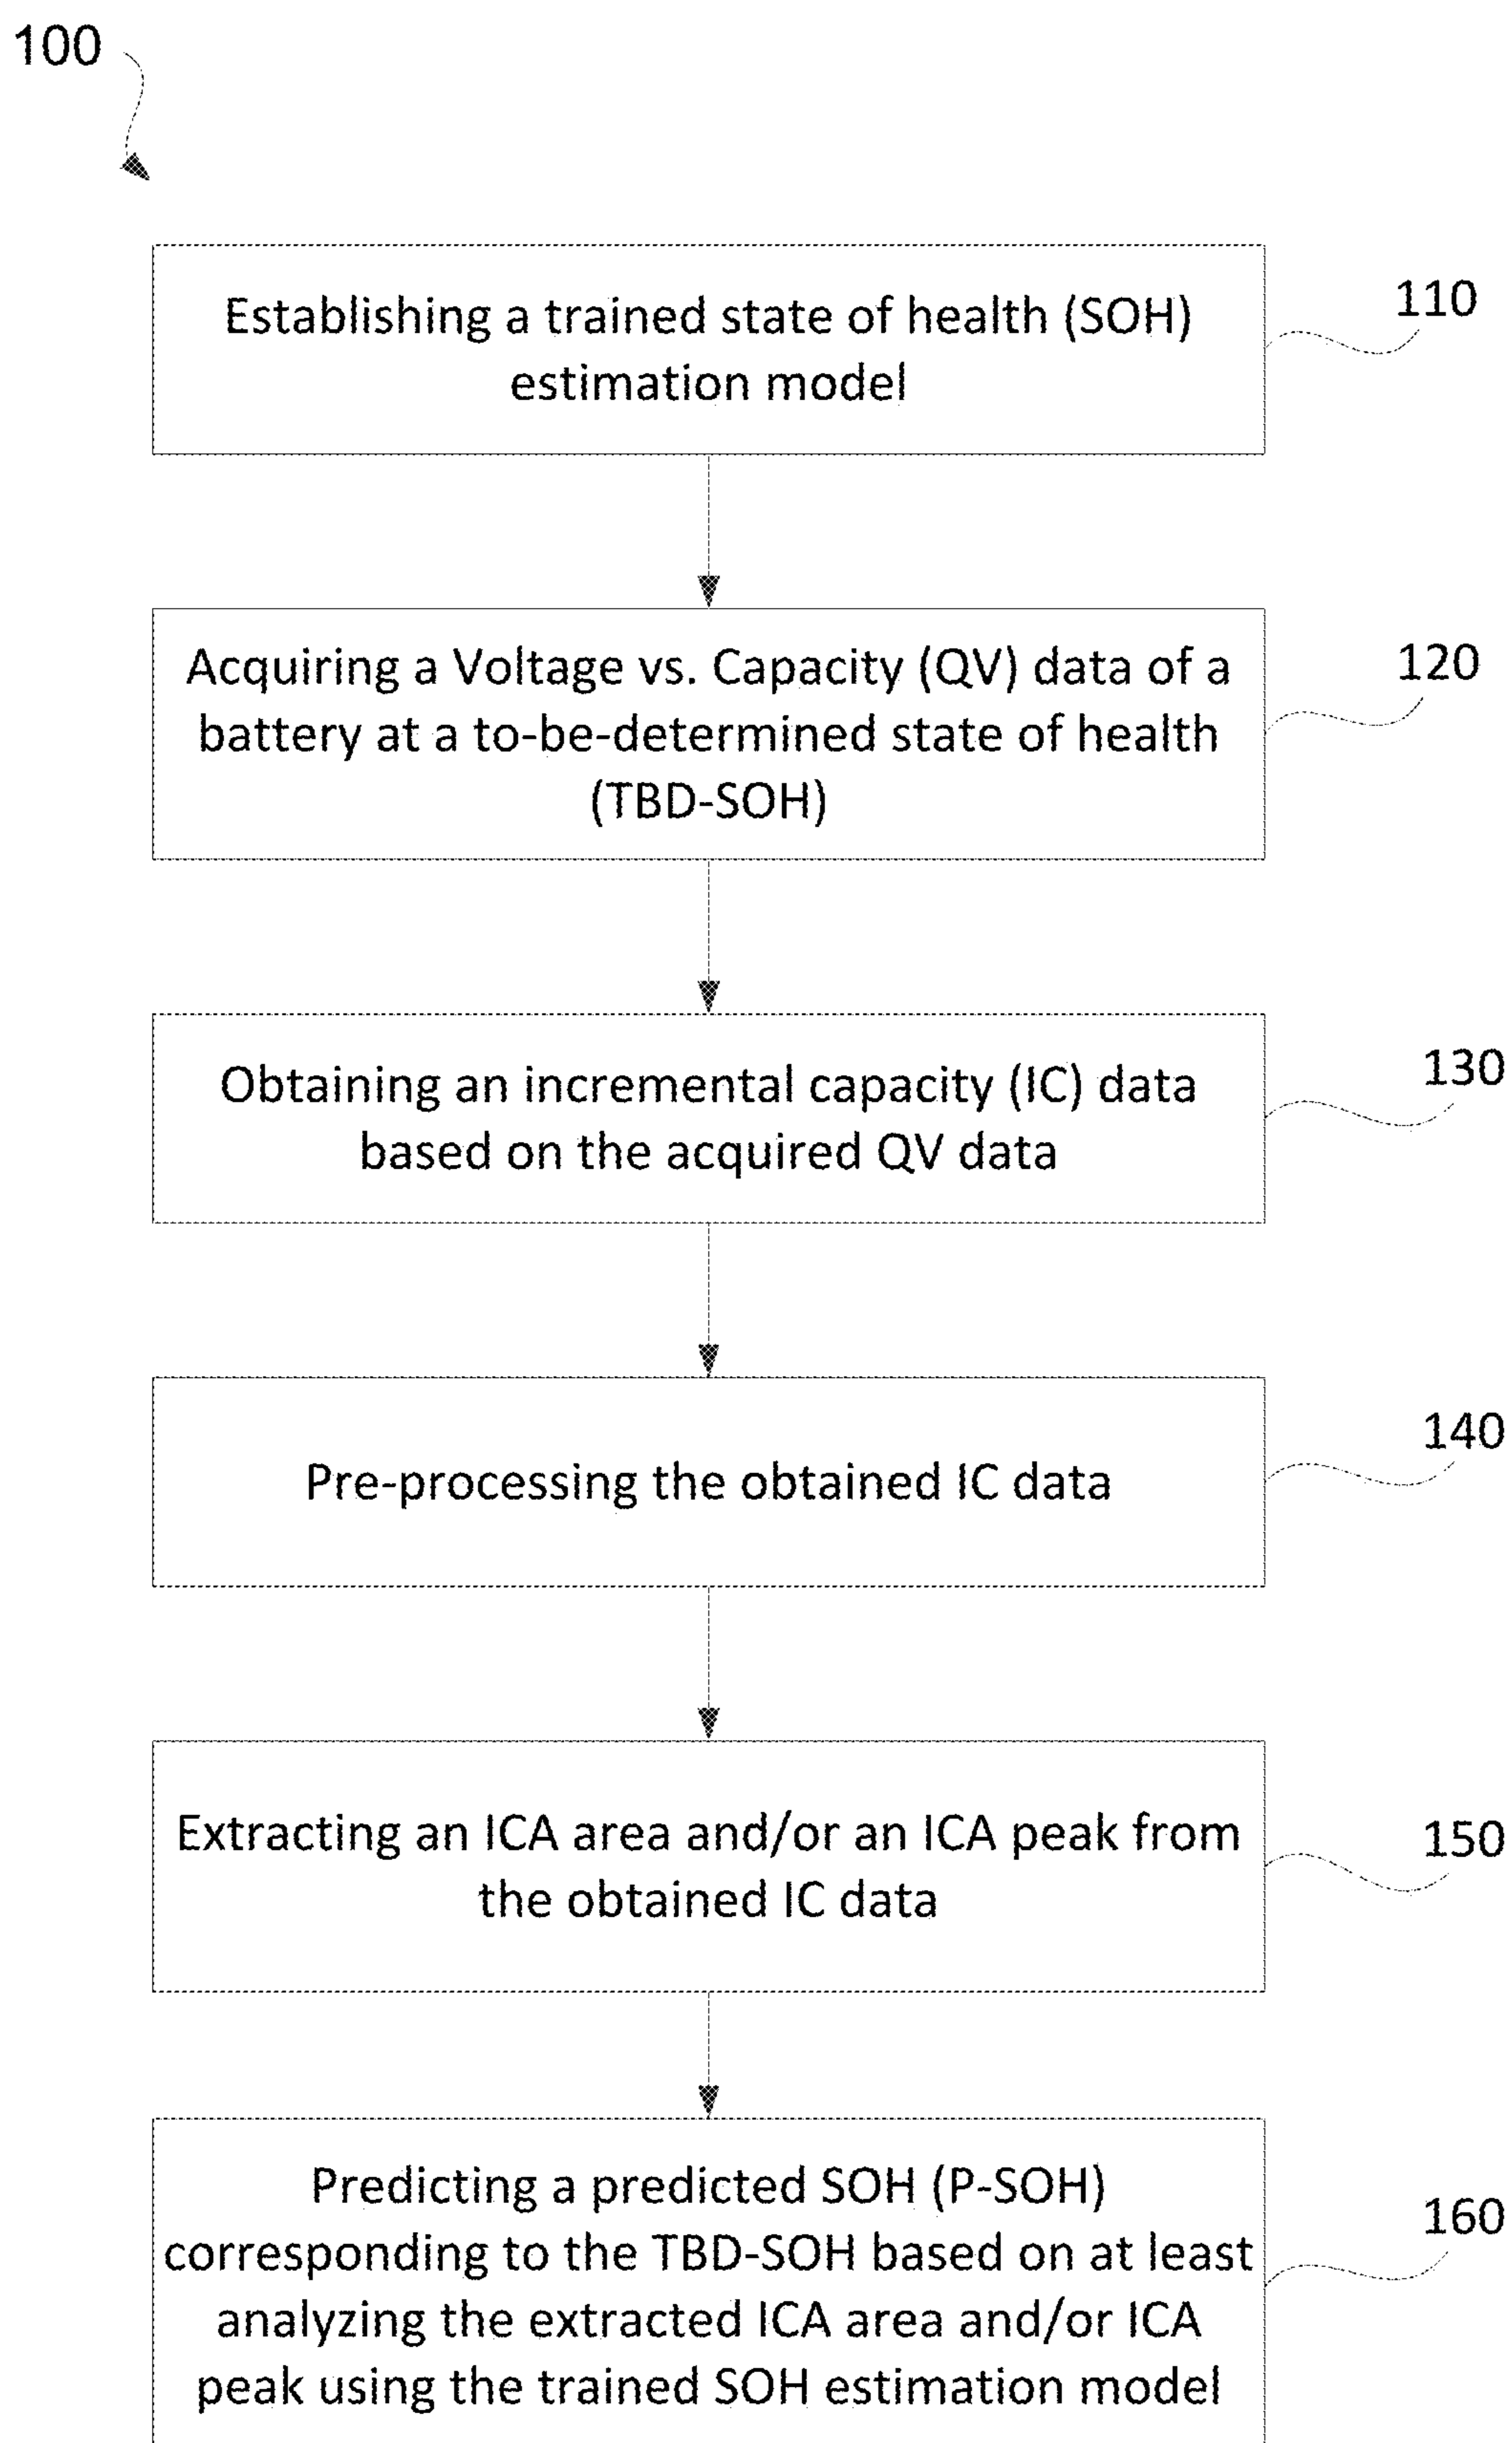 100
Establishing a trained state of health (SOH)
estimation model
110
Acquiring a Voltage vs. Capacity (QV) data of a
battery at a to-be-determined state of health
(TBD-SOH)
120
Obtaining an incremental capacity (IC) data
based on the acquired QV data
130
Pre-processing the obtained IC data
140
Extracting an ICA area and/or an ICA peak from
the obtained IC data
150
Predicting a predicted SOH (P-SOH)
corresponding to the TBD-SOH based on at least
analyzing the extracted ICA area and/or ICA
peak using the trained SOH estimation model
160